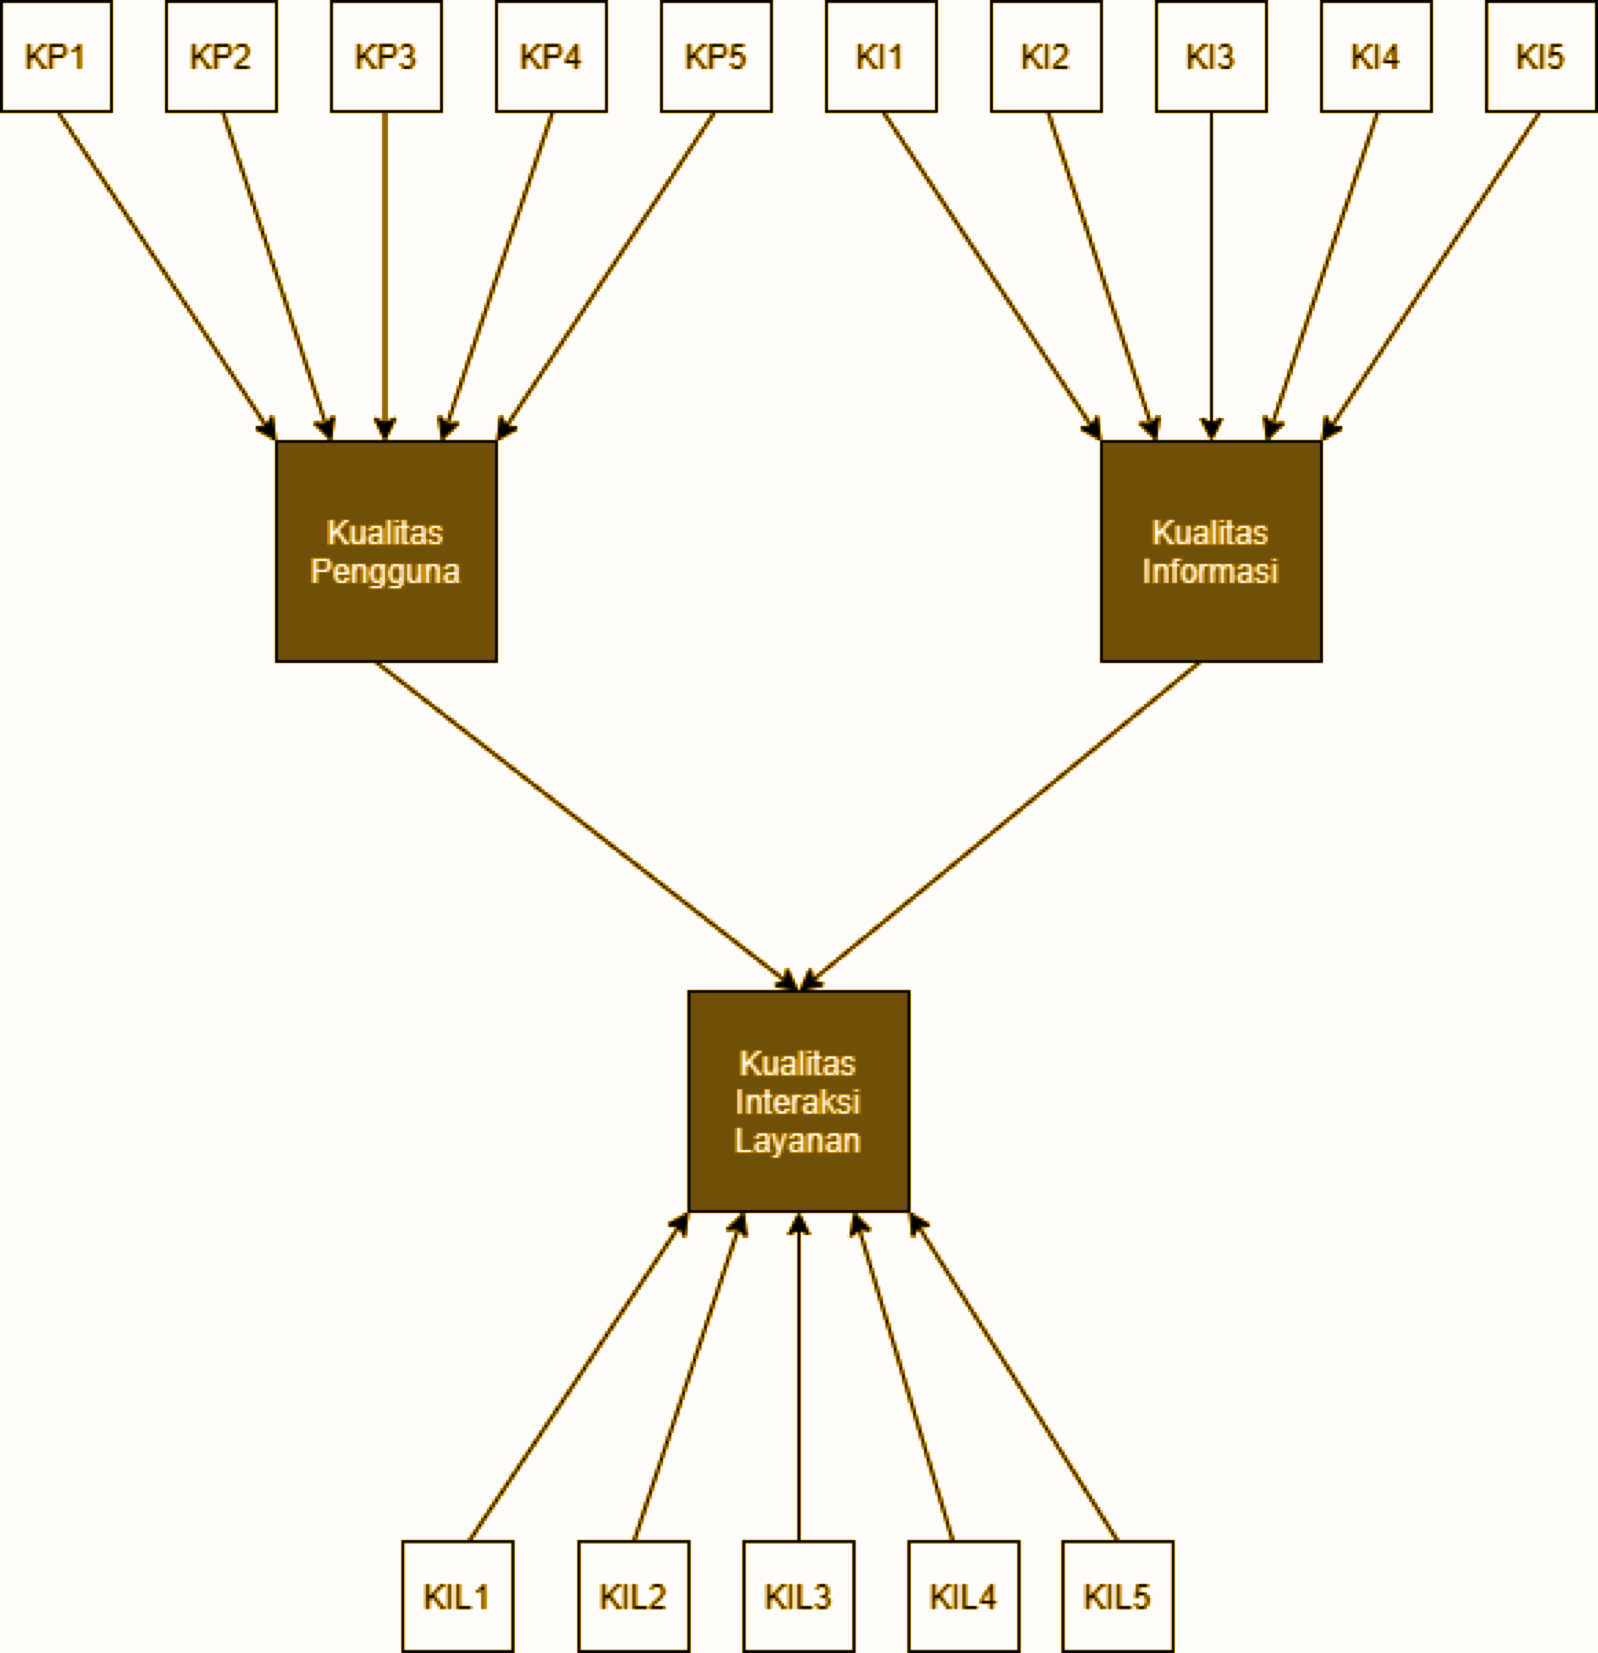 KP1
KP2
KP3
KP4
KP5
KI1
KI2
KI3
KI4
KI5
Kualitas
Pengguna
Kualitas
Informasi
Kualitas
Interaksi
Layanan
KIL1
KIL2
KIL3
KIL4
KIL5